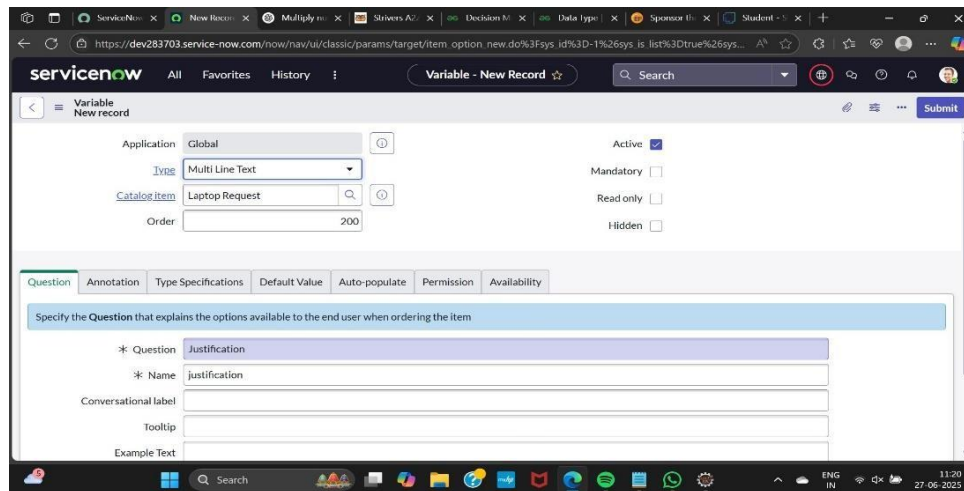 ServiceNow
New Record
Multiply nu
Strivers A2
Decision M
Data Type
Sponsor th
Student - S
https://dev283703.service-now.com/now/nav/ui/classic/params/target/item_option_new.do%3Fsys_id%3D-1%26sys_is_list%3Dtrue%26sys...
servicenow All Favorites History Variable - New Record Search
Variable
New record
Submit
Application Global Active
Type Multi Line Text Mandatory
Catalog item Laptop Request Read only
Order 200 Hidden
Question Annotation Type Specifications Default Value Auto-populate Permission Availability
Specify the Question that explains the options available to the end user when ordering the item
* Question Justification
* Name justification
Conversational label
Tooltip
Example Text
Search ENG 11:20
IN 27-06-2025